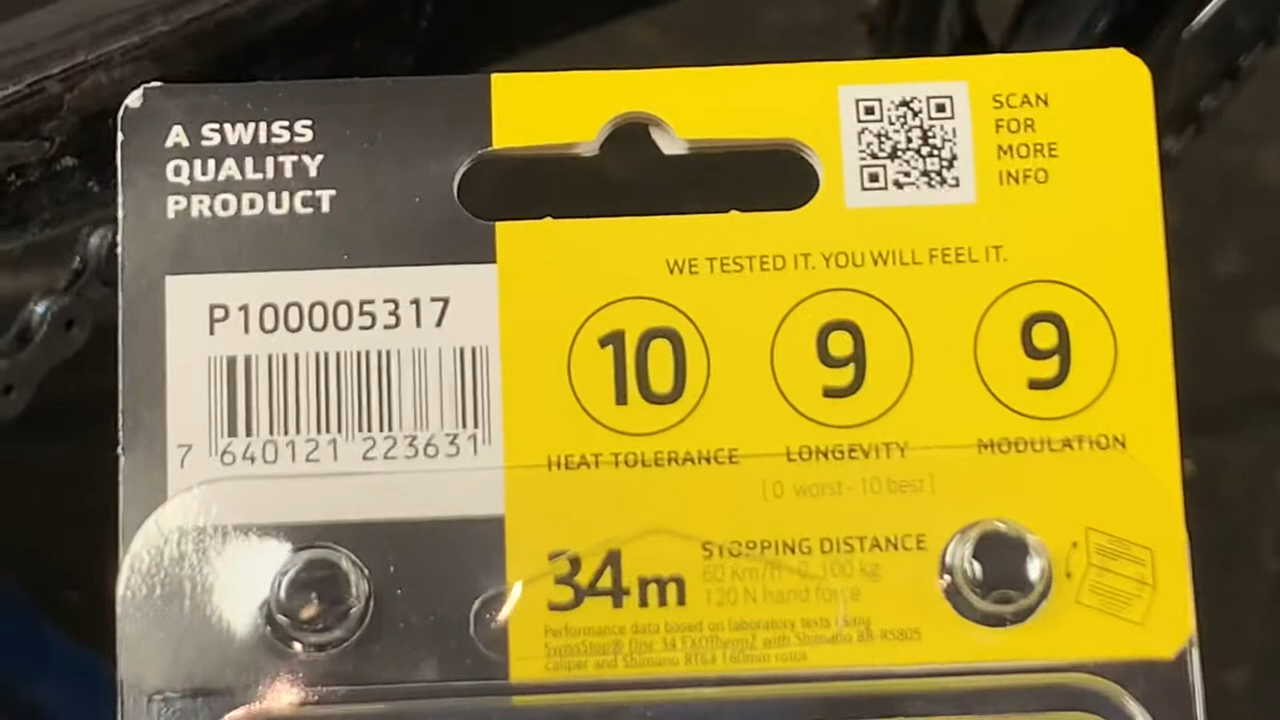 A SWISS
QUALITY
PRODUCT
SCAN
FOR
MORE
INFO
P100005317
7 640121 223631
WE TESTED IT. YOU WILL FEEL IT.
10 9 9
HEAT TOLERANCE LONGEVITY MODULATION
[0 worst - 10 best]
34m
STOPPING DISTANCE
60 Km/h - 0, 100 kg
120 N hand force
Performance data based on laboratory tests using
SwissStop® Disc 34 EXOTherm2 with Shimano BR-RS805
caliper and Shimano RT64 160mm rotor